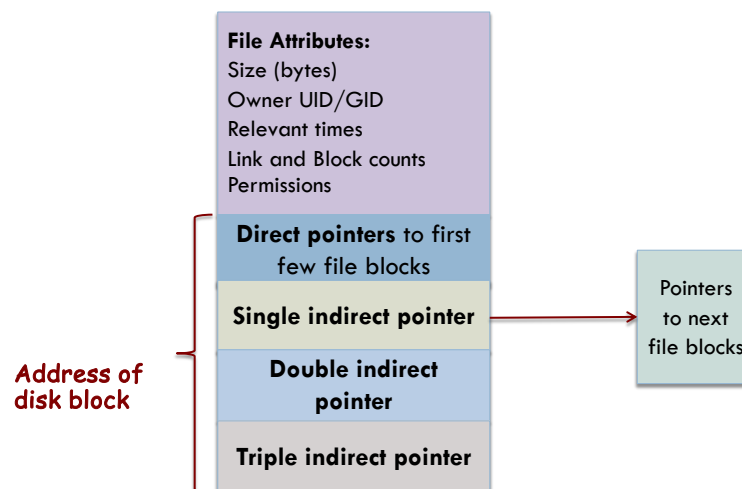 File Attributes:
Size (bytes)
Owner UID/GID
Relevant times
Link and Block counts
Permissions
Direct pointers to first
few file blocks
Single indirect pointer
Pointers
to next
file blocks
Double indirect
pointer
Address of
disk block
Triple indirect pointer